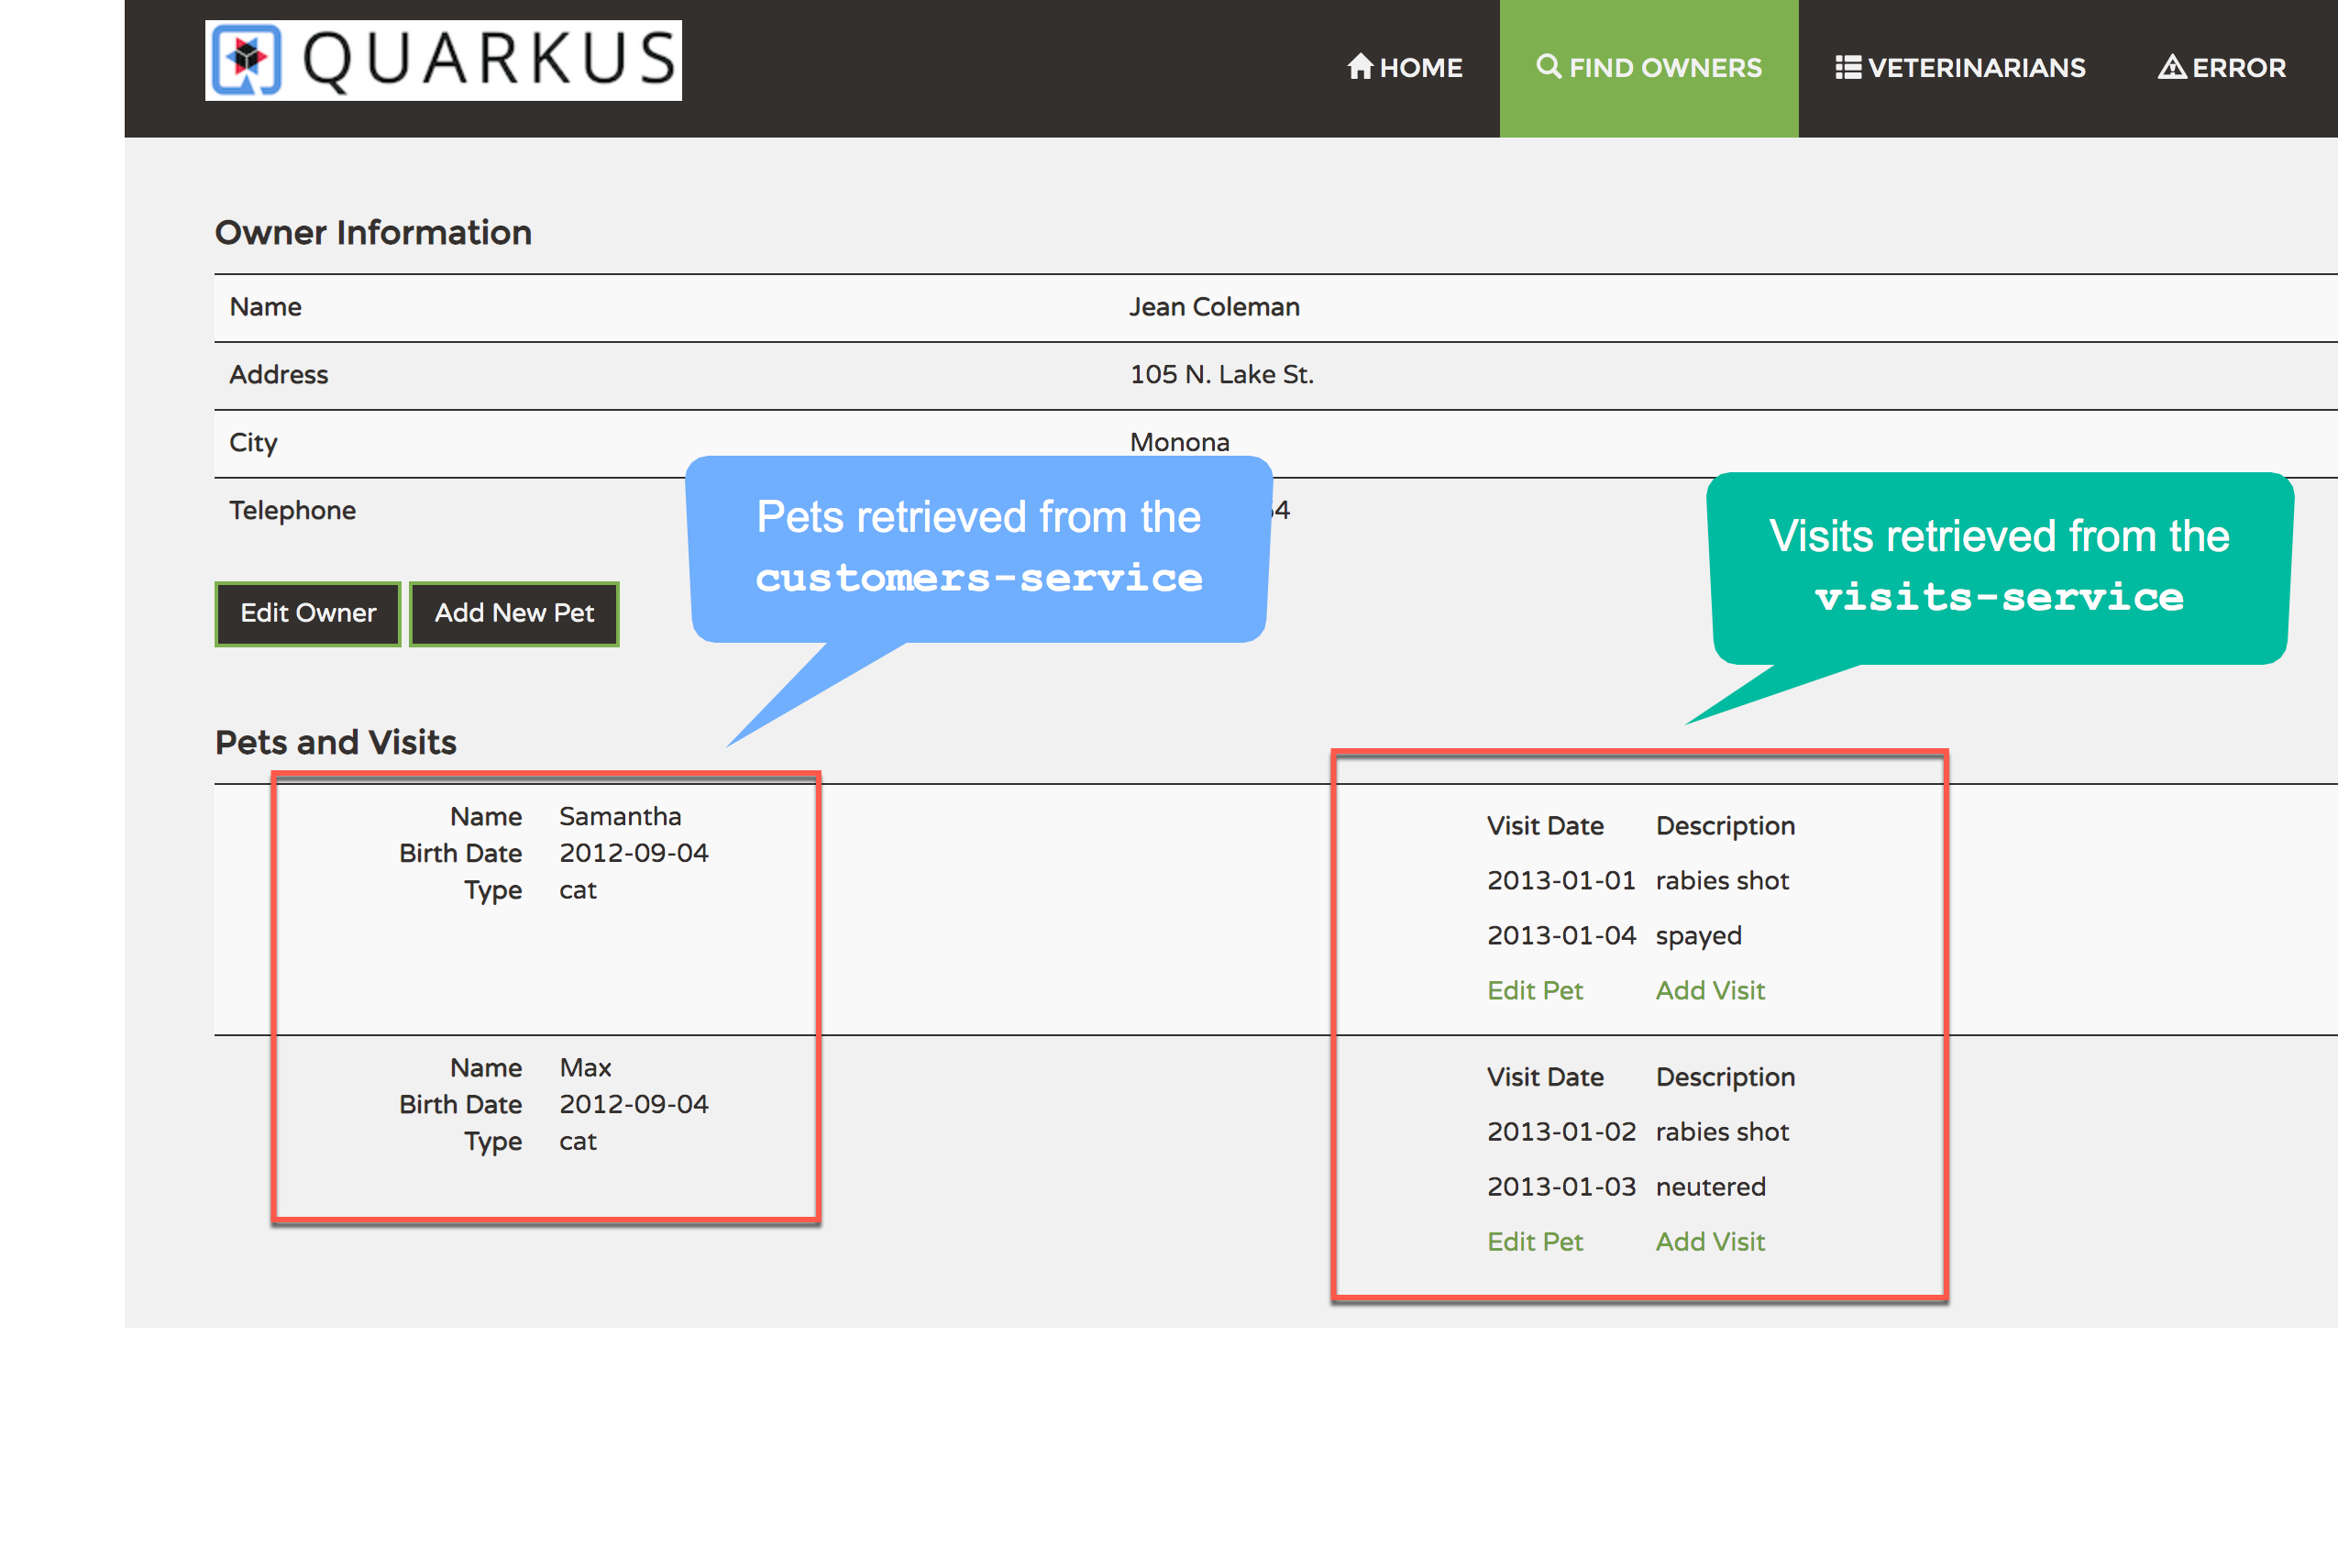 QUARKUS
HOME FIND OWNERS VETERINARIANS ERROR
Owner Information
Name Jean Coleman
Address 105 N. Lake St.
City Monona
Telephone
Pets retrieved from the
customers-service
Visits retrieved from the
visits-service
Edit Owner Add New Pet
Pets and Visits
Name Samantha
Birth Date 2012-09-04
Type cat
Visit Date Description
2013-01-01 rabies shot
2013-01-04 spayed
Edit Pet Add Visit
Name Max
Birth Date 2012-09-04
Type cat
Visit Date Description
2013-01-02 rabies shot
2013-01-03 neutered
Edit Pet Add Visit